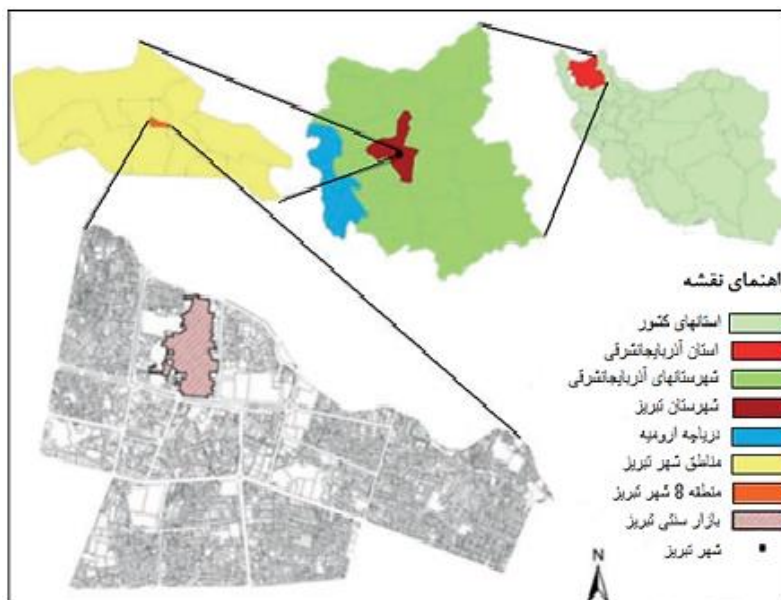 راهنمای نقشه
استانهای کشور
استان آذربایجانشرقی
شهرستانهای آذربایجانشرقی
شهرستان تبریز
دریاچه ارومیه
مناطق شهر تبریز
منطقه 8 شهر تبریز
بازار سنتی تبریز
شهر تبریز
N